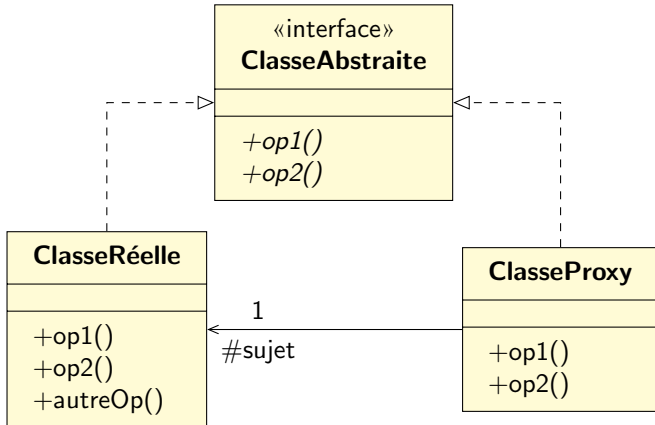 «interface»
ClasseAbstraite
+op1()
+op2()
ClasseRéelle
+op1()
+op2()
+autreOp()
1
#sujet
ClasseProxy
+op1()
+op2()